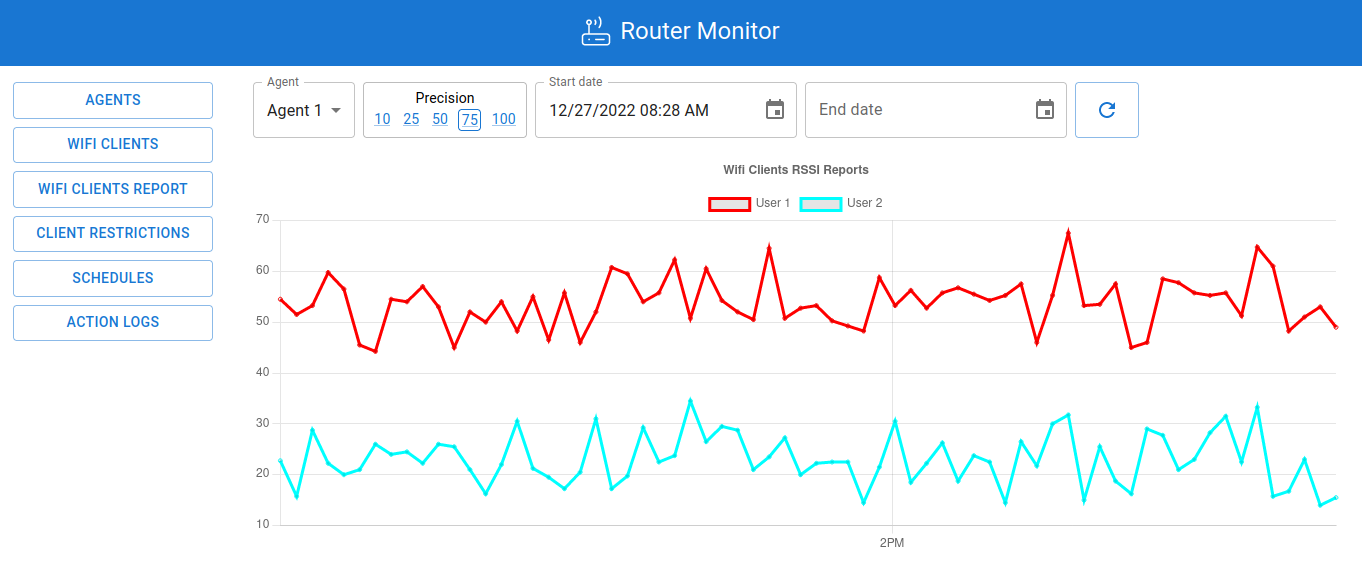 Router Monitor
AGENTS
WIFI CLIENTS
WIFI CLIENTS REPORT
CLIENT RESTRICTIONS
SCHEDULES
ACTION LOGS
Agent
Agent 1
Precision
10 25 50 75 100
Start date
12/27/2022 08:28 AM
End date
Wifi Clients RSSI Reports
User 1 User 2
70
60
50
40
30
20
10
2PM